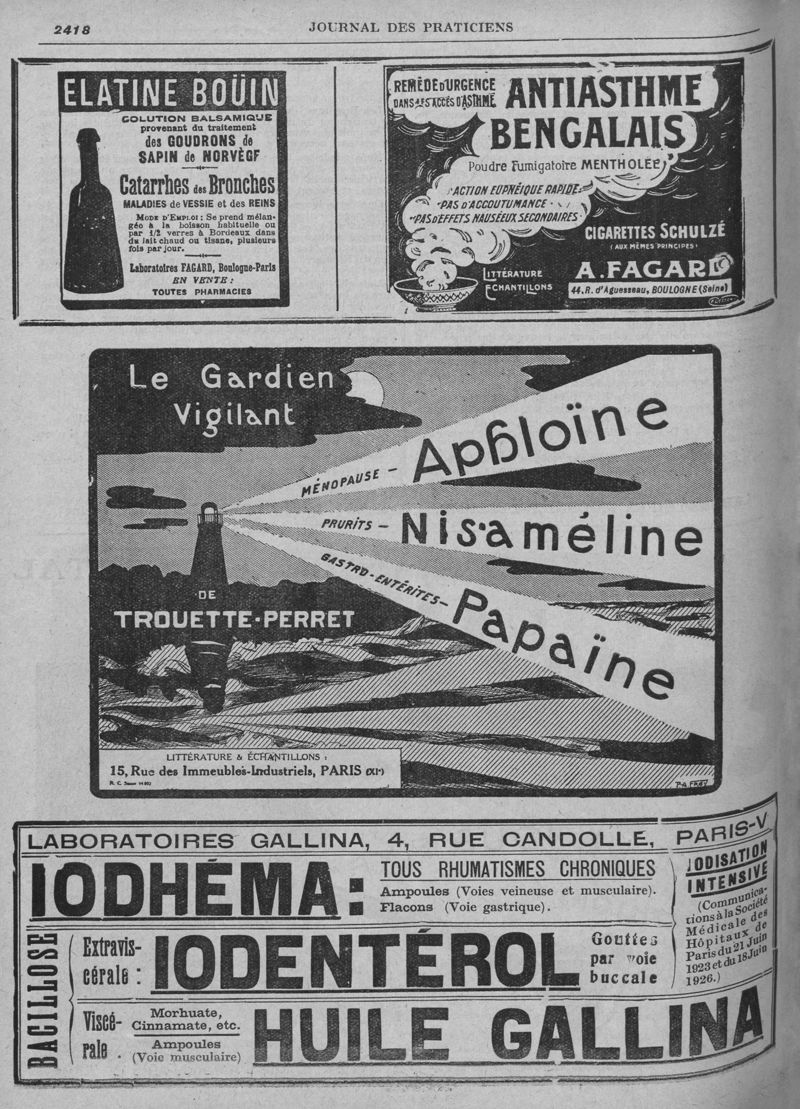 2418
JOURNAL DES PRATICIENS
ELATINE BOÜIN
SOLUTION BALSAMIQUE
provenant du traitement
des GOUDRONS de
SAPIN de NORVÈGE
Catarrhes des Bronches
MALADIES de VESSIE et des REINS
MODE D'EMPLOI : Se prend mélan-
gée à la boisson habituelle ou
par 1/2 verres à Bordeaux dans
du lait chaud ou tisane, plusieurs
fois par jour.
Laboratoires FAGARD, Boulogne-Paris
EN VENTE :
TOUTES PHARMACIES
REMÈDE D'URGENCE
DANS LES ACCÈS D'ASTHME
ANTIASTHME
BENGALAIS
Poudre Fumigatoire MENTHOLÉE
ACTION EUPNÉIQUE RAPIDE
PAS D'ACCOUTUMANCE
PAS D'EFFETS NAUSÉEUX SECONDAIRES
CIGARETTES SCHULZÉ
(AUX MÊMES PRINCIPES)
LITTÉRATURE
ECHANTILLONS
A. FAGARD
44. R. d'Aguesseau, BOULOGNE (Seine)
Le Gardien
Vigilant
MÉNOPAUSE - Aphloïne
PRURITS - Nisaméline
GASTRO-ENTÉRITES - Papaïne
DE
TROUETTE-PERRET
LITTÉRATURE & ÉCHANTILLONS :
15, Rue des Immeubles-Industriels, PARIS (XIe)
P.A. FREY
LABORATOIRES GALLINA, 4, RUE CANDOLLE, PARIS-V
IODHÉMA :
TOUS RHUMATISMES CHRONIQUES
Ampoules (Voies veineuse et musculaire).
Flacons (Voie gastrique).
IODISATION
INTENSIVE
(Communica-
tions à la Société
Médicale des
Hôpitaux de
Paris du 21 Juin
1923 et du 18 Juin
1926.)
BACILLOSE
Extravis-
cérale :
IODENTÉROL
Gouttes
par voie
buccale
Viscé-
rale .
Morhuate,
Cinnamate, etc.
Ampoules
(Voie musculaire)
HUILE GALLINA